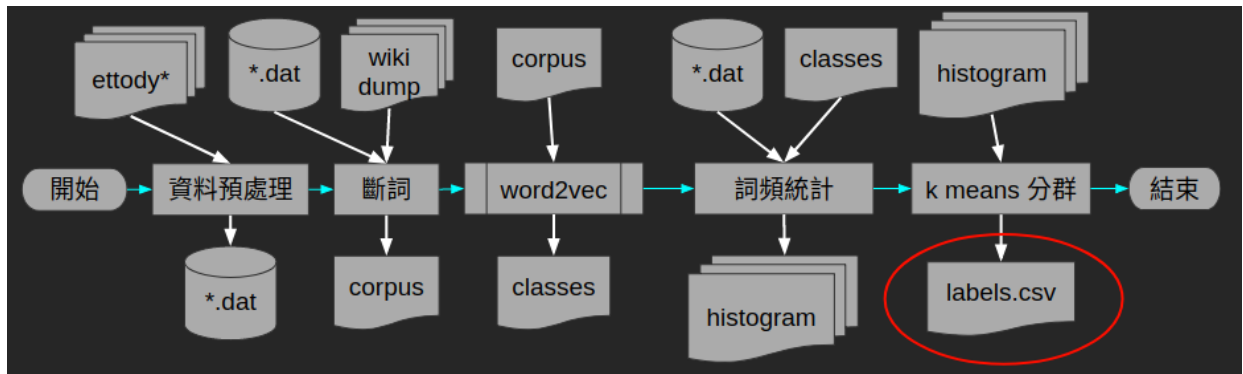 ettody*
*.dat
wiki
dump
corpus
*.dat
classes
histogram
開始
資料預處理
斷詞
word2vec
詞頻統計
k means 分群
結束
*.dat
corpus
classes
histogram
labels.csv